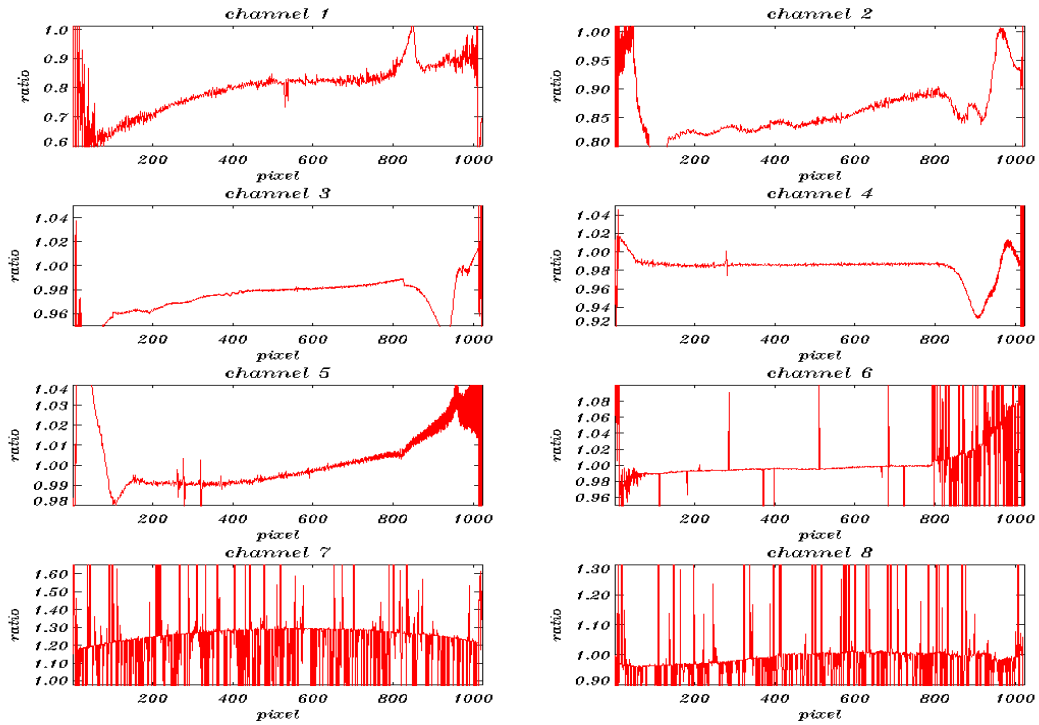 channel 1
ratio
1.0
0.9
0.8
0.7
0.6
200 400 600 800 1000
pixel
channel 2
ratio
1.00
0.95
0.90
0.85
0.80
200 400 600 800 1000
pixel
channel 3
ratio
1.04
1.02
1.00
0.98
0.96
200 400 600 800 1000
pixel
channel 4
ratio
1.04
1.02
1.00
0.98
0.96
0.94
0.92
200 400 600 800 1000
pixel
channel 5
ratio
1.04
1.03
1.02
1.01
1.00
0.99
0.98
200 400 600 800 1000
pixel
channel 6
ratio
1.08
1.06
1.04
1.02
1.00
0.98
0.96
200 400 600 800 1000
pixel
channel 7
ratio
1.60
1.50
1.40
1.30
1.20
1.10
1.00
200 400 600 800 1000
pixel
channel 8
ratio
1.30
1.20
1.10
1.00
0.90
200 400 600 800 1000
pixel